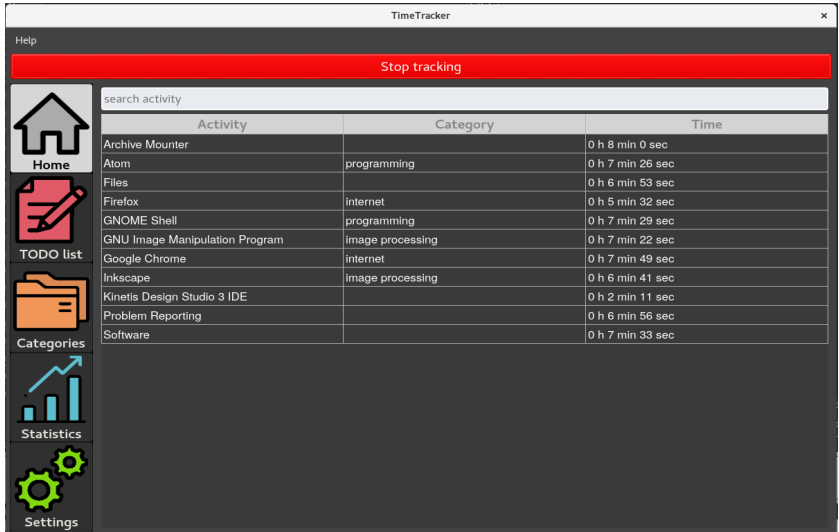 TimeTracker ×
Help
Stop tracking
Home
TODO list
Categories
Statistics
Settings
search activity
Activity Category Time
Archive Mounter 0 h 8 min 0 sec
Atom programming 0 h 7 min 26 sec
Files 0 h 6 min 53 sec
Firefox internet 0 h 5 min 32 sec
GNOME Shell programming 0 h 7 min 29 sec
GNU Image Manipulation Program image processing 0 h 7 min 22 sec
Google Chrome internet 0 h 7 min 49 sec
Inkscape image processing 0 h 6 min 41 sec
Kinetis Design Studio 3 IDE 0 h 2 min 11 sec
Problem Reporting 0 h 6 min 56 sec
Software 0 h 7 min 33 sec